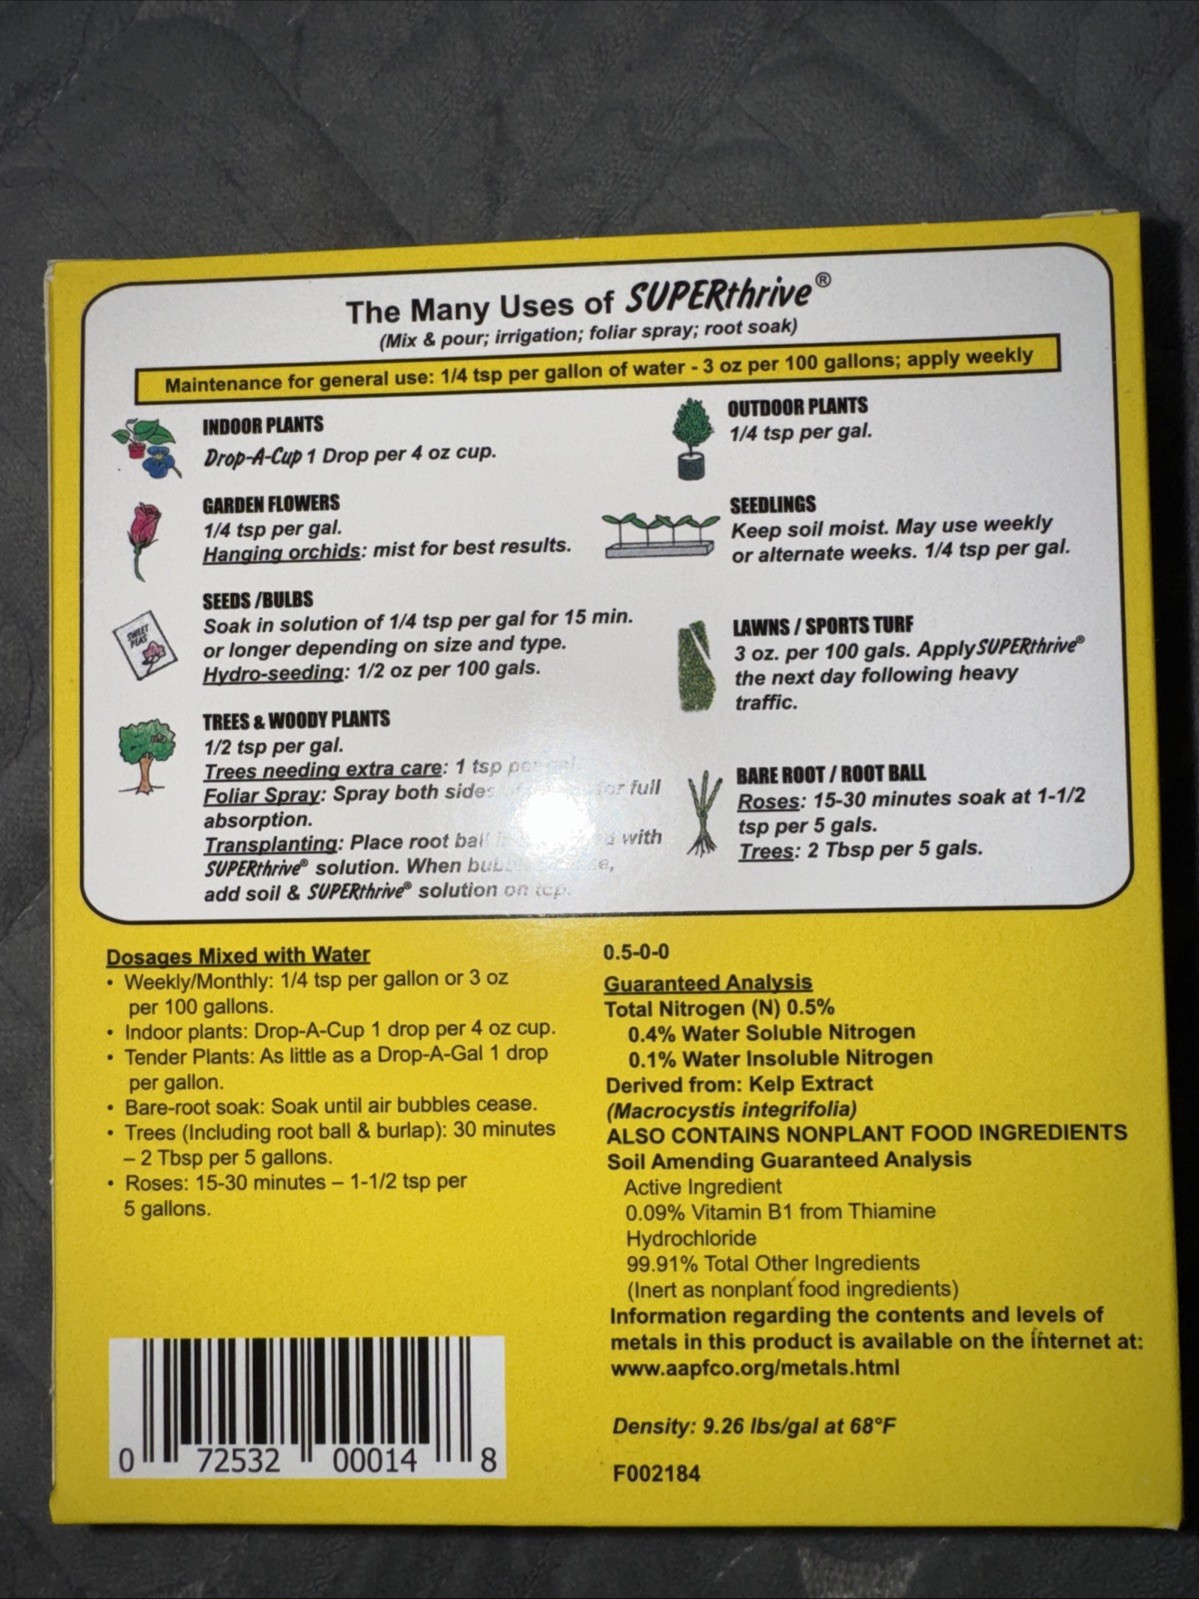 The Many Uses of SUPERthrive®
(Mix & pour; irrigation; foliar spray; root soak)
Maintenance for general use: 1/4 tsp per gallon of water - 3 oz per 100 gallons; apply weekly
INDOOR PLANTS
Drop-A-Cup 1 Drop per 4 oz cup.
GARDEN FLOWERS
1/4 tsp per gal.
Hanging orchids: mist for best results.
SWEET
PEAS
SEEDS /BULBS
Soak in solution of 1/4 tsp per gal for 15 min.
or longer depending on size and type.
Hydro-seeding: 1/2 oz per 100 gals.
TREES & WOODY PLANTS
1/2 tsp per gal.
Trees needing extra care: 1 tsp per gal.
Foliar Spray: Spray both sides for full
absorption.
Transplanting: Place root ball with
SUPERthrive® solution. When
add soil & SUPERthrive® solution on top.
OUTDOOR PLANTS
1/4 tsp per gal.
SEEDLINGS
Keep soil moist. May use weekly
or alternate weeks. 1/4 tsp per gal.
LAWNS / SPORTS TURF
3 oz. per 100 gals. Apply SUPERthrive®
the next day following heavy
traffic.
BARE ROOT / ROOT BALL
Roses: 15-30 minutes soak at 1-1/2
tsp per 5 gals.
Trees: 2 Tbsp per 5 gals.
Dosages Mixed with Water
• Weekly/Monthly: 1/4 tsp per gallon or 3 oz
per 100 gallons.
• Indoor plants: Drop-A-Cup 1 drop per 4 oz cup.
• Tender Plants: As little as a Drop-A-Gal 1 drop
per gallon.
• Bare-root soak: Soak until air bubbles cease.
• Trees (Including root ball & burlap): 30 minutes
– 2 Tbsp per 5 gallons.
• Roses: 15-30 minutes – 1-1/2 tsp per
5 gallons.
0 72532 00014 8
0.5-0-0
Guaranteed Analysis
Total Nitrogen (N) 0.5%
0.4% Water Soluble Nitrogen
0.1% Water Insoluble Nitrogen
Derived from: Kelp Extract
(Macrocystis integrifolia)
ALSO CONTAINS NONPLANT FOOD INGREDIENTS
Soil Amending Guaranteed Analysis
Active Ingredient
0.09% Vitamin B1 from Thiamine
Hydrochloride
99.91% Total Other Ingredients
(Inert as nonplant food ingredients)
Information regarding the contents and levels of
metals in this product is available on the internet at:
www.aapfco.org/metals.html
Density: 9.26 lbs/gal at 68°F
F002184